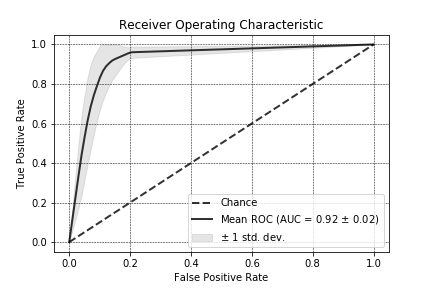 Receiver Operating Characteristic
1.0
0.8
0.6
0.4
0.2
0.0
True Positive Rate
Chance
Mean ROC (AUC = 0.92 ± 0.02)
± 1 std. dev.
0.0 0.2 0.4 0.6 0.8 1.0
False Positive Rate